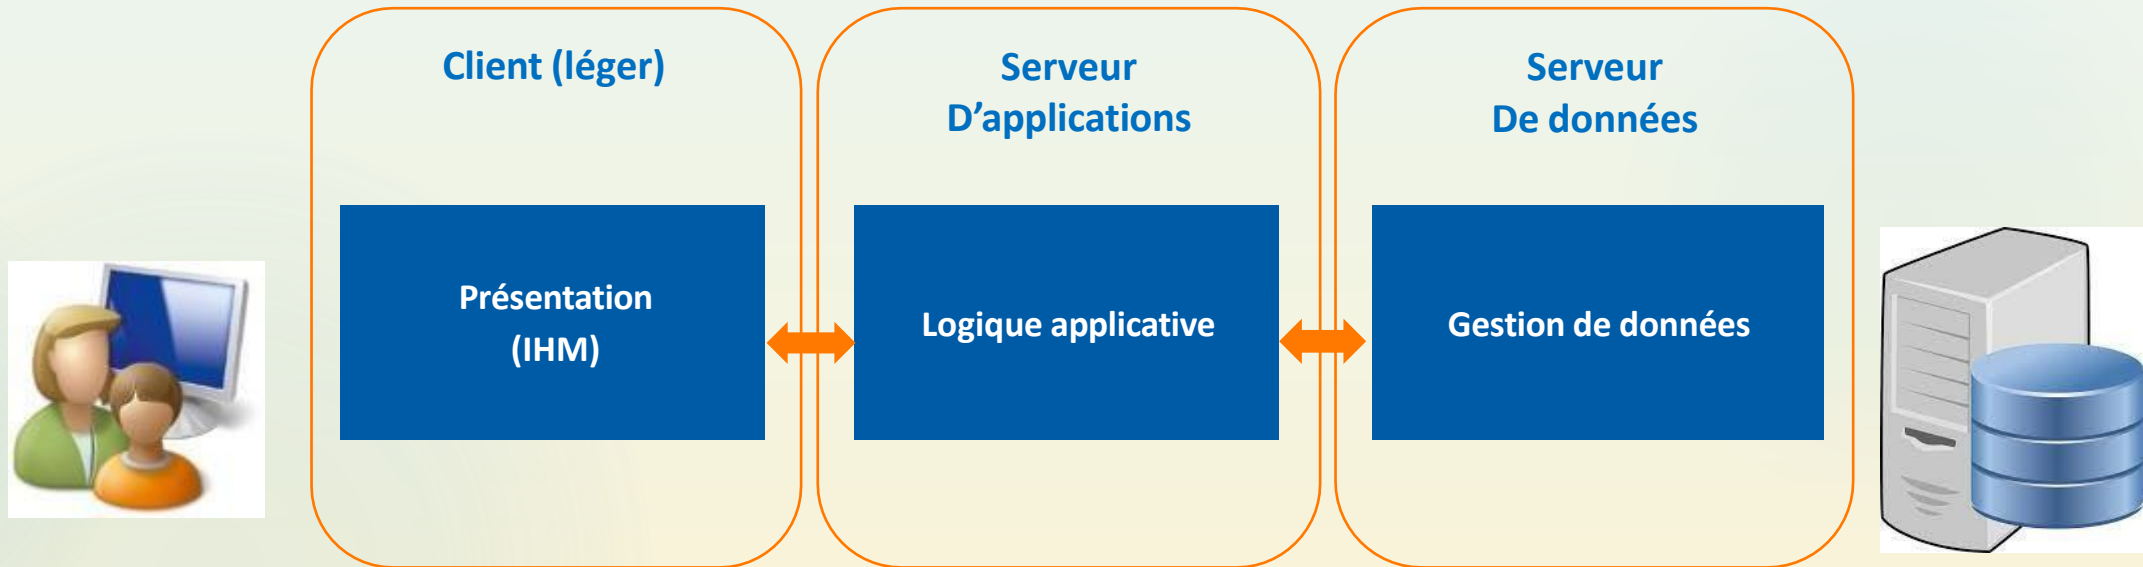 Client (léger)
Serveur
D’applications
Serveur
De données
Présentation
(IHM)
Logique applicative
Gestion de données